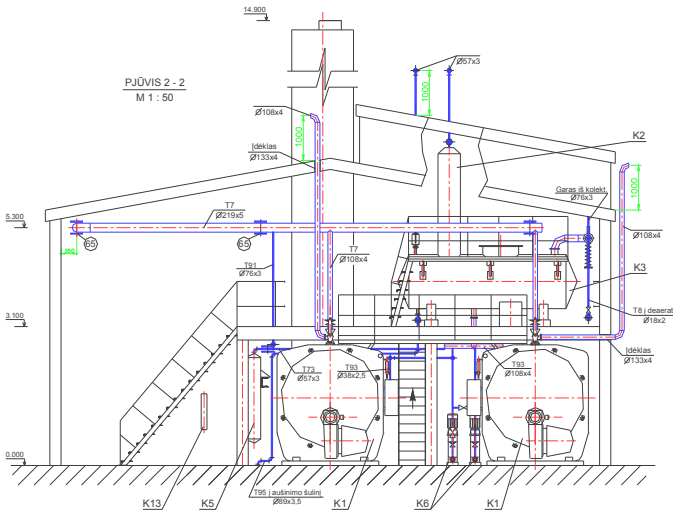 14.900
PJŪVIS 2 - 2
M 1 : 50
Ø57x3
1000
Ø108x4
1000
Įdėklas
Ø133x4
K2
Garas iš kolekt.
Ø76x3
1000
T7
Ø219x5
5.300
65
65
Ø108x4
T91
Ø76x3
T7
Ø108x4
K3
T8 į deaerat
Ø18x2
3.100
Įdėklas
Ø133x4
T73
Ø57x3
T93
Ø38x2,5
T93
Ø108x4
0.000
T95 į aušinimo šulinį
Ø89x3,5
K13
K5
K1
K6
K1